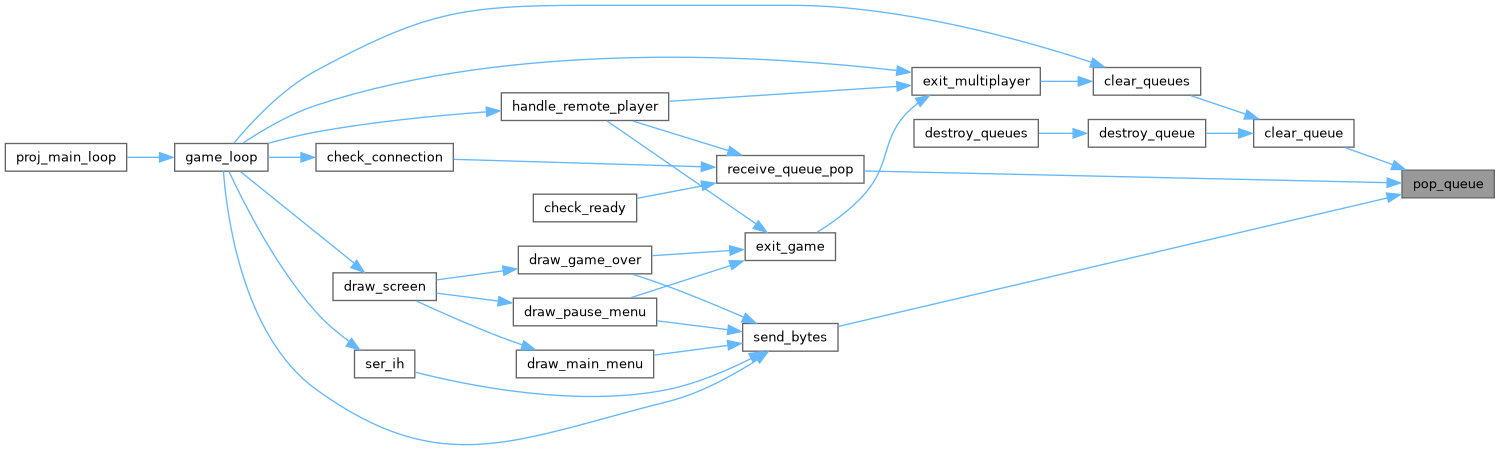 exit_multiplayer
clear_queues
handle_remote_player
destroy_queues
destroy_queue
clear_queue
proj_main_loop
game_loop
check_connection
receive_queue_pop
pop_queue
check_ready
exit_game
draw_game_over
draw_screen
draw_pause_menu
send_bytes
ser_ih
draw_main_menu